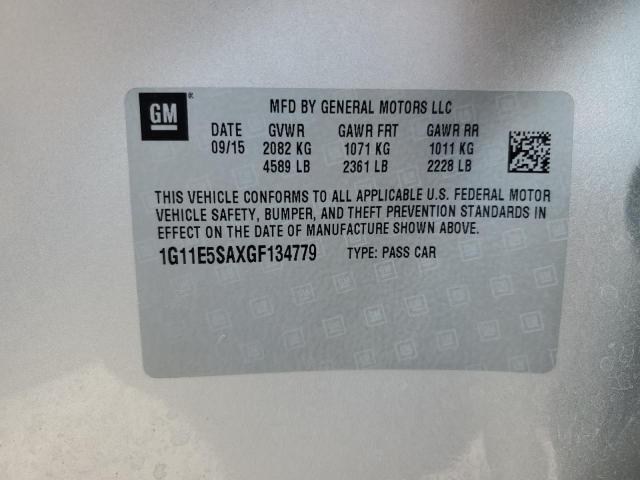 GM
MFD BY GENERAL MOTORS LLC
DATE GVWR GAWR FRT GAWR RR
09/15 2082 KG 1071 KG 1011 KG
4589 LB 2361 LB 2228 LB
THIS VEHICLE CONFORMS TO ALL APPLICABLE U.S. FEDERAL MOTOR
VEHICLE SAFETY, BUMPER, AND THEFT PREVENTION STANDARDS IN
EFFECT ON THE DATE OF MANUFACTURE SHOWN ABOVE.
1G11E5SAXGF134779 TYPE: PASS CAR